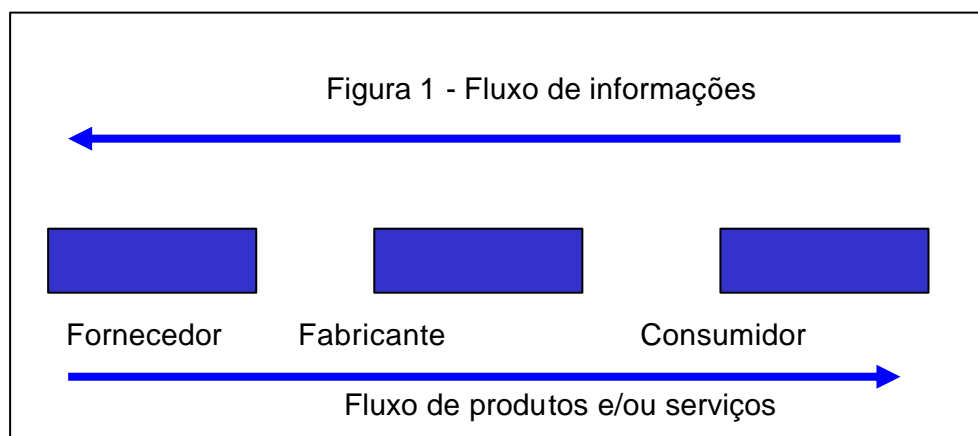 Figura 1 - Fluxo de informações
Fornecedor Fabricante Consumidor
Fluxo de produtos e/ou serviços